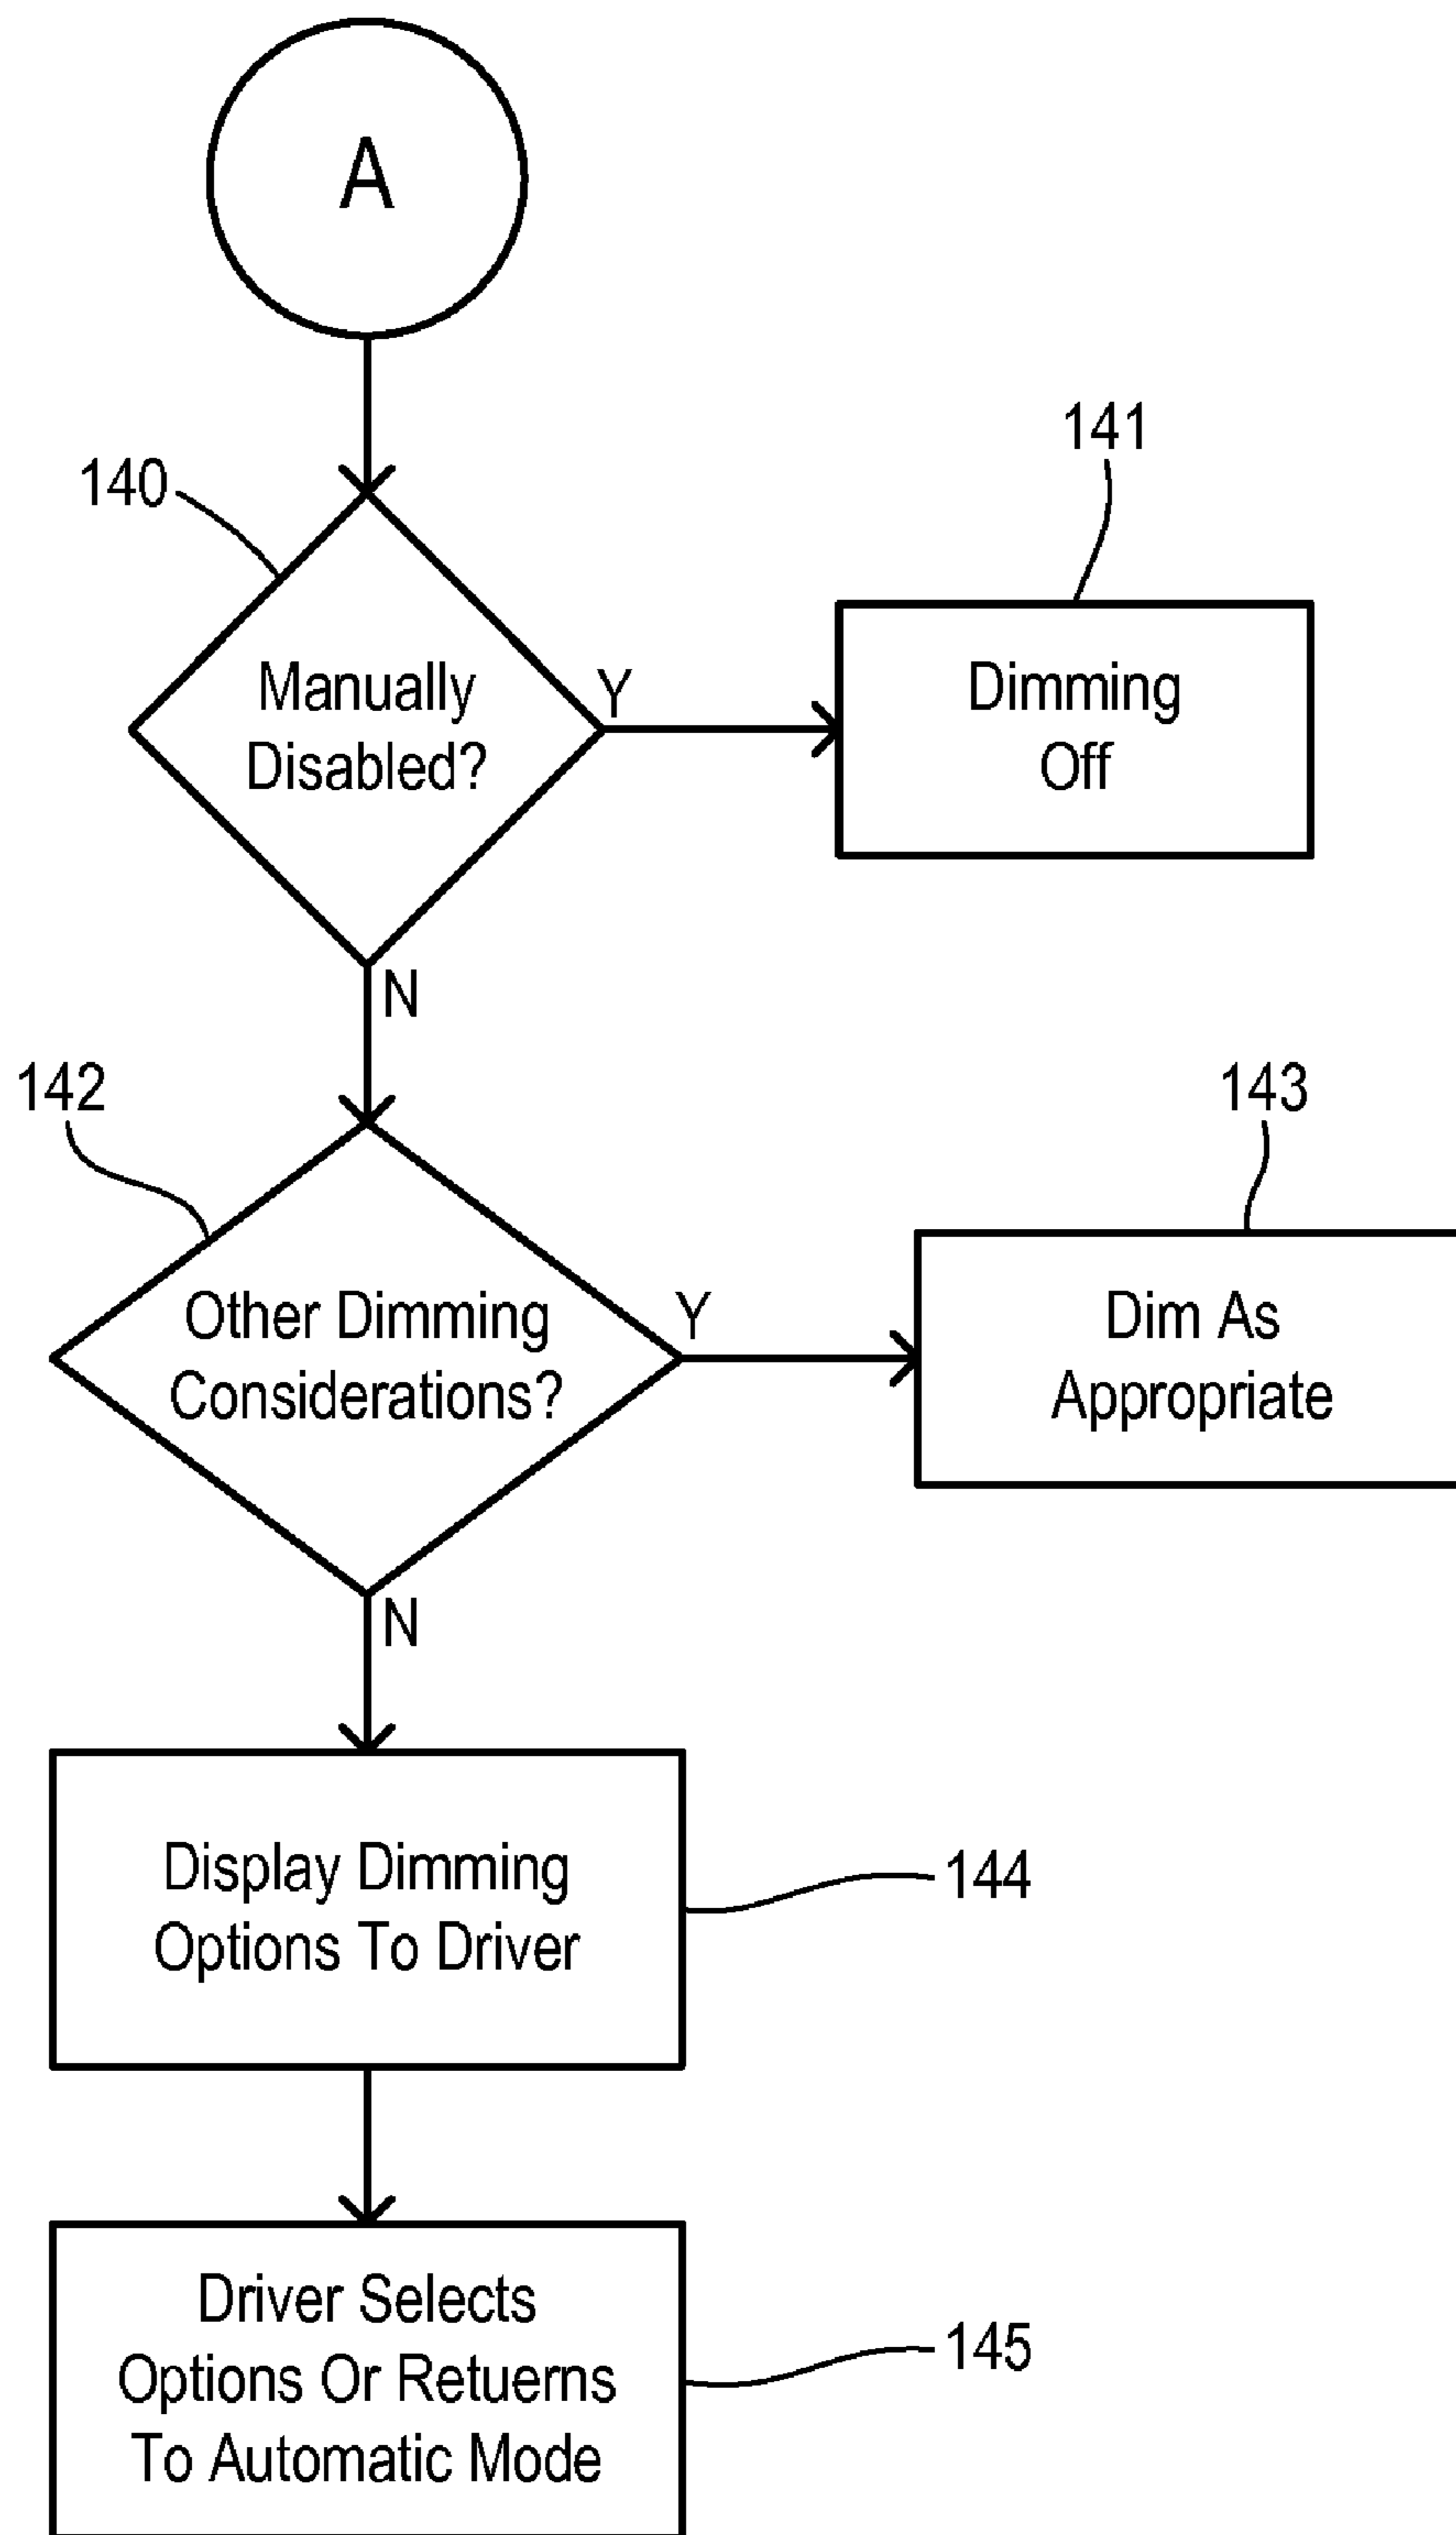 A
140
141
Manually
Disabled?
Y
Dimming
Off
N
142
143
Other Dimming
Considerations?
Y
Dim As
Appropriate
N
Display Dimming
Options To Driver
144
Driver Selects
Options Or Retuerns
To Automatic Mode
145